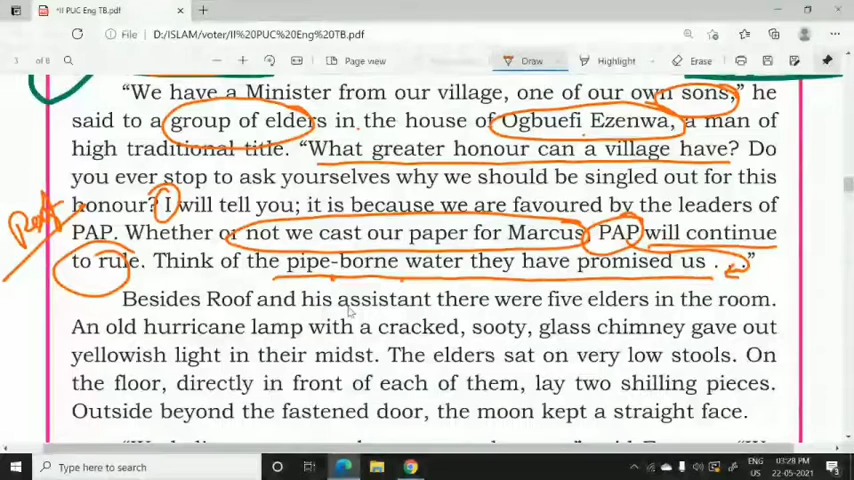 *II PUC Eng TB.pdf
File
D:/ISLAM/voter/II%20PUC%20Eng%20TB.pdf
of 8
Page view
Draw
Highlight
Erase
"We have a Minister from our village, one of our own sons," he
said to a group of elders in the house of Ogbuefi Ezenwa, a man of
high traditional title. "What greater honour can a village have? Do
you ever stop to ask yourselves why we should be singled out for this
honour? I will tell you; it is because we are favoured by the leaders of
PAP. Whether or not we cast our paper for Marcus, PAP will continue
to rule. Think of the pipe-borne water they have promised us . . ."
Roof
Besides Roof and his assistant there were five elders in the room.
An old hurricane lamp with a cracked, sooty, glass chimney gave out
yellowish light in their midst. The elders sat on very low stools. On
the floor, directly in front of each of them, lay two shilling pieces.
Outside beyond the fastened door, the moon kept a straight face.
Type here to search
ENG
US
03:28 PM
22-05-2021